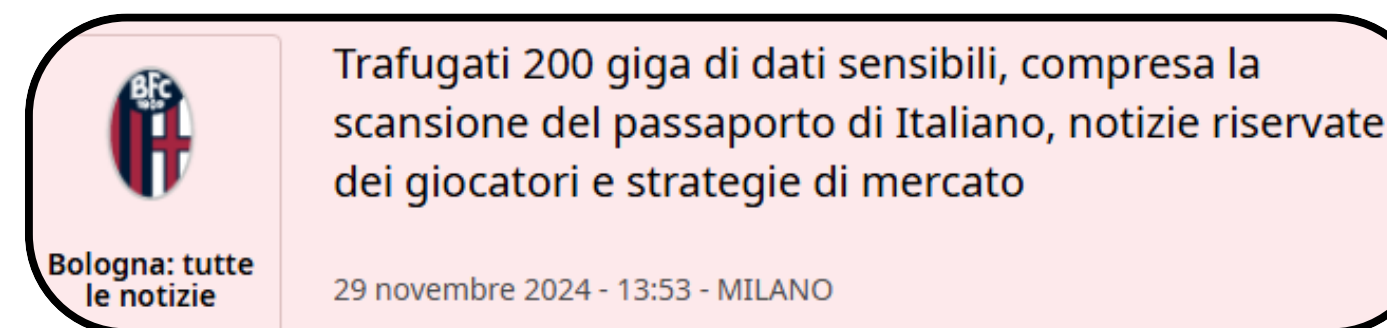 BFC
1909
Bologna: tutte
le notizie
Trafugati 200 giga di dati sensibili, compresa la
scansione del passaporto di Italiano, notizie riservate
dei giocatori e strategie di mercato
29 novembre 2024 - 13:53 - MILANO